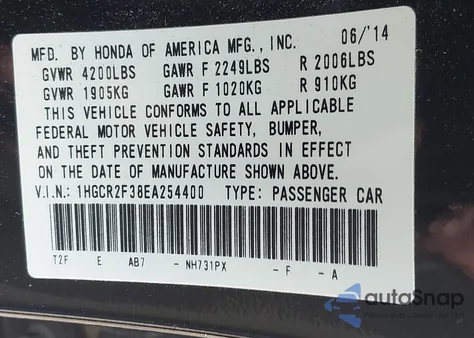 MFD. BY HONDA OF AMERICA MFG., INC. 06/'14
GVWR 4200LBS GAWR F 2249LBS R 2006LBS
GVWR 1905KG GAWR F 1020KG R 910KG
THIS VEHICLE CONFORMS TO ALL APPLICABLE
FEDERAL MOTOR VEHICLE SAFETY, BUMPER,
AND THEFT PREVENTION STANDARDS IN EFFECT
ON THE DATE OF MANUFACTURE SHOWN ABOVE.
V.I.N.: 1HGCR2F38EA254400 TYPE: PASSENGER CAR
T2F E AB7 - NH731PX - F - A
autoSnap